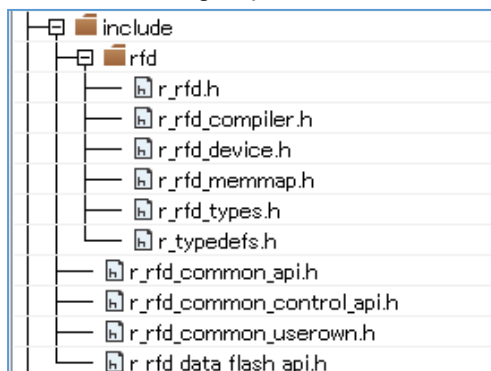 include
rfd
r_rfd.h
r_rfd_compiler.h
r_rfd_device.h
r_rfd_memmap.h
r_rfd_types.h
r_typedefs.h
r_rfd_common_api.h
r_rfd_common_control_api.h
r_rfd_common_userown.h
r_rfd_data_flash_api.h